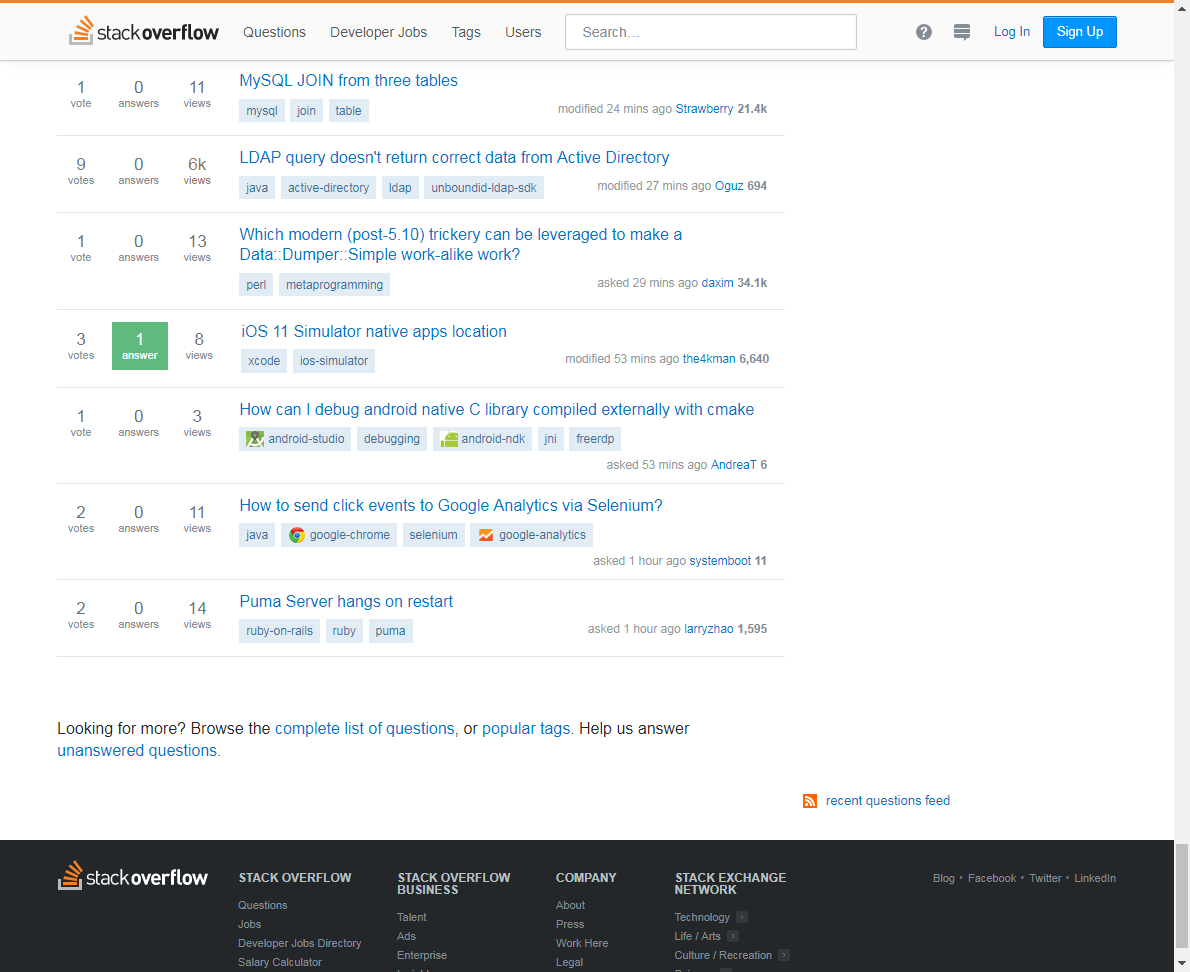 stackoverflow Questions Developer Jobs Tags Users Search… Log In Sign Up
1 0 11 MySQL JOIN from three tables
vote answers views
mysql join table modified 24 mins ago Strawberry 21.4k
9 0 6k LDAP query doesn't return correct data from Active Directory
votes answers views
java active-directory ldap unboundid-ldap-sdk modified 27 mins ago Oguz 694
1 0 13 Which modern (post-5.10) trickery can be leveraged to make a
vote answers views Data::Dumper::Simple work-alike work?
perl metaprogramming asked 29 mins ago daxim 34.1k
3 1 8 iOS 11 Simulator native apps location
votes answer views
xcode ios-simulator modified 53 mins ago the4kman 6,640
1 0 3 How can I debug android native C library compiled externally with cmake
vote answers views
android-studio debugging android-ndk jni freerdp
asked 53 mins ago AndreaT 6
2 0 11 How to send click events to Google Analytics via Selenium?
votes answers views
java google-chrome selenium google-analytics
asked 1 hour ago systemboot 11
2 0 14 Puma Server hangs on restart
votes answers views
ruby-on-rails ruby puma asked 1 hour ago larryzhao 1,595
Looking for more? Browse the complete list of questions, or popular tags. Help us answer
unanswered questions.
recent questions feed
stackoverflow
STACK OVERFLOW
Questions
Jobs
Developer Jobs Directory
Salary Calculator
STACK OVERFLOW
BUSINESS
Talent
Ads
Enterprise
COMPANY
About
Press
Work Here
Legal
STACK EXCHANGE
NETWORK
Technology
Life / Arts
Culture / Recreation
Blog • Facebook • Twitter • LinkedIn